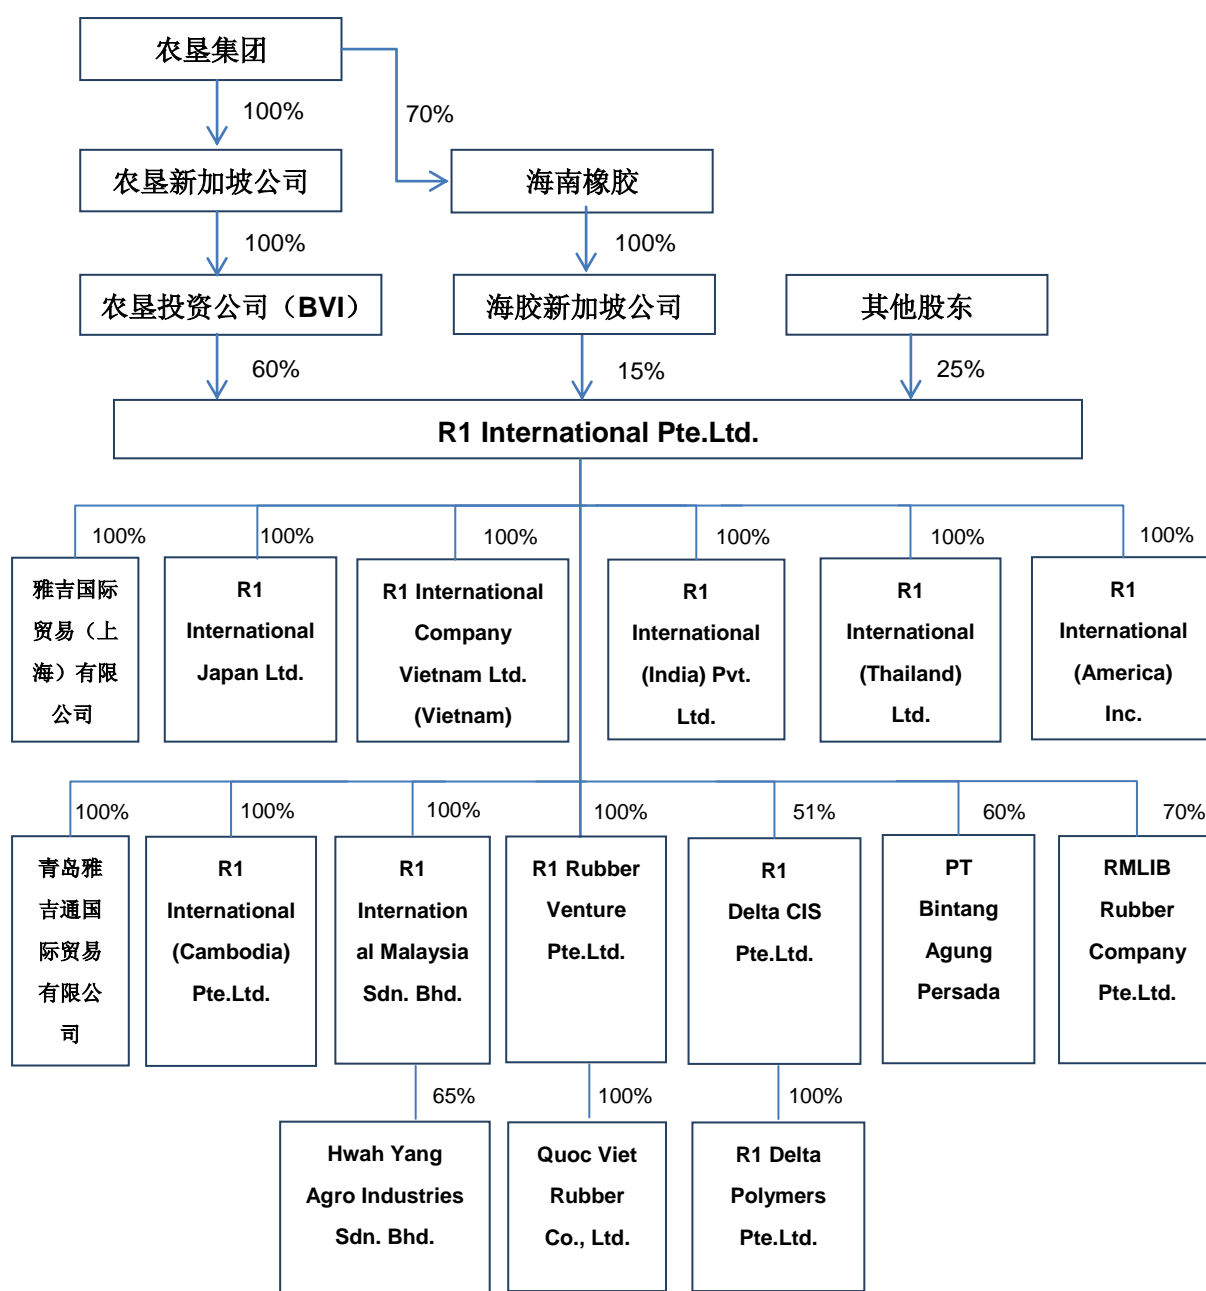 农垦集团
100%
70%
农垦新加坡公司
海南橡胶
100%
100%
农垦投资公司（BVI）
海胶新加坡公司
其他股东
60%
15%
25%
R1 International Pte.Ltd.
100%
100%
100%
100%
100%
100%
雅吉国际
贸易（上
海）有限
公司
R1
International
Japan Ltd.
R1 International
Company
Vietnam Ltd.
(Vietnam)
R1
International
(India) Pvt.
Ltd.
R1
International
(Thailand)
Ltd.
R1
International
(America)
Inc.
100%
100%
100%
100%
51%
60%
70%
青岛雅
吉通国
际贸易
有限公
司
R1
International
(Cambodia)
Pte.Ltd.
R1
Internation
al Malaysia
Sdn. Bhd.
R1 Rubber
Venture
Pte.Ltd.
R1
Delta CIS
Pte.Ltd.
PT
Bintang
Agung
Persada
RMLIB
Rubber
Company
Pte.Ltd.
65%
100%
100%
Hwah Yang
Agro Industries
Sdn. Bhd.
Quoc Viet
Rubber
Co., Ltd.
R1 Delta
Polymers
Pte.Ltd.